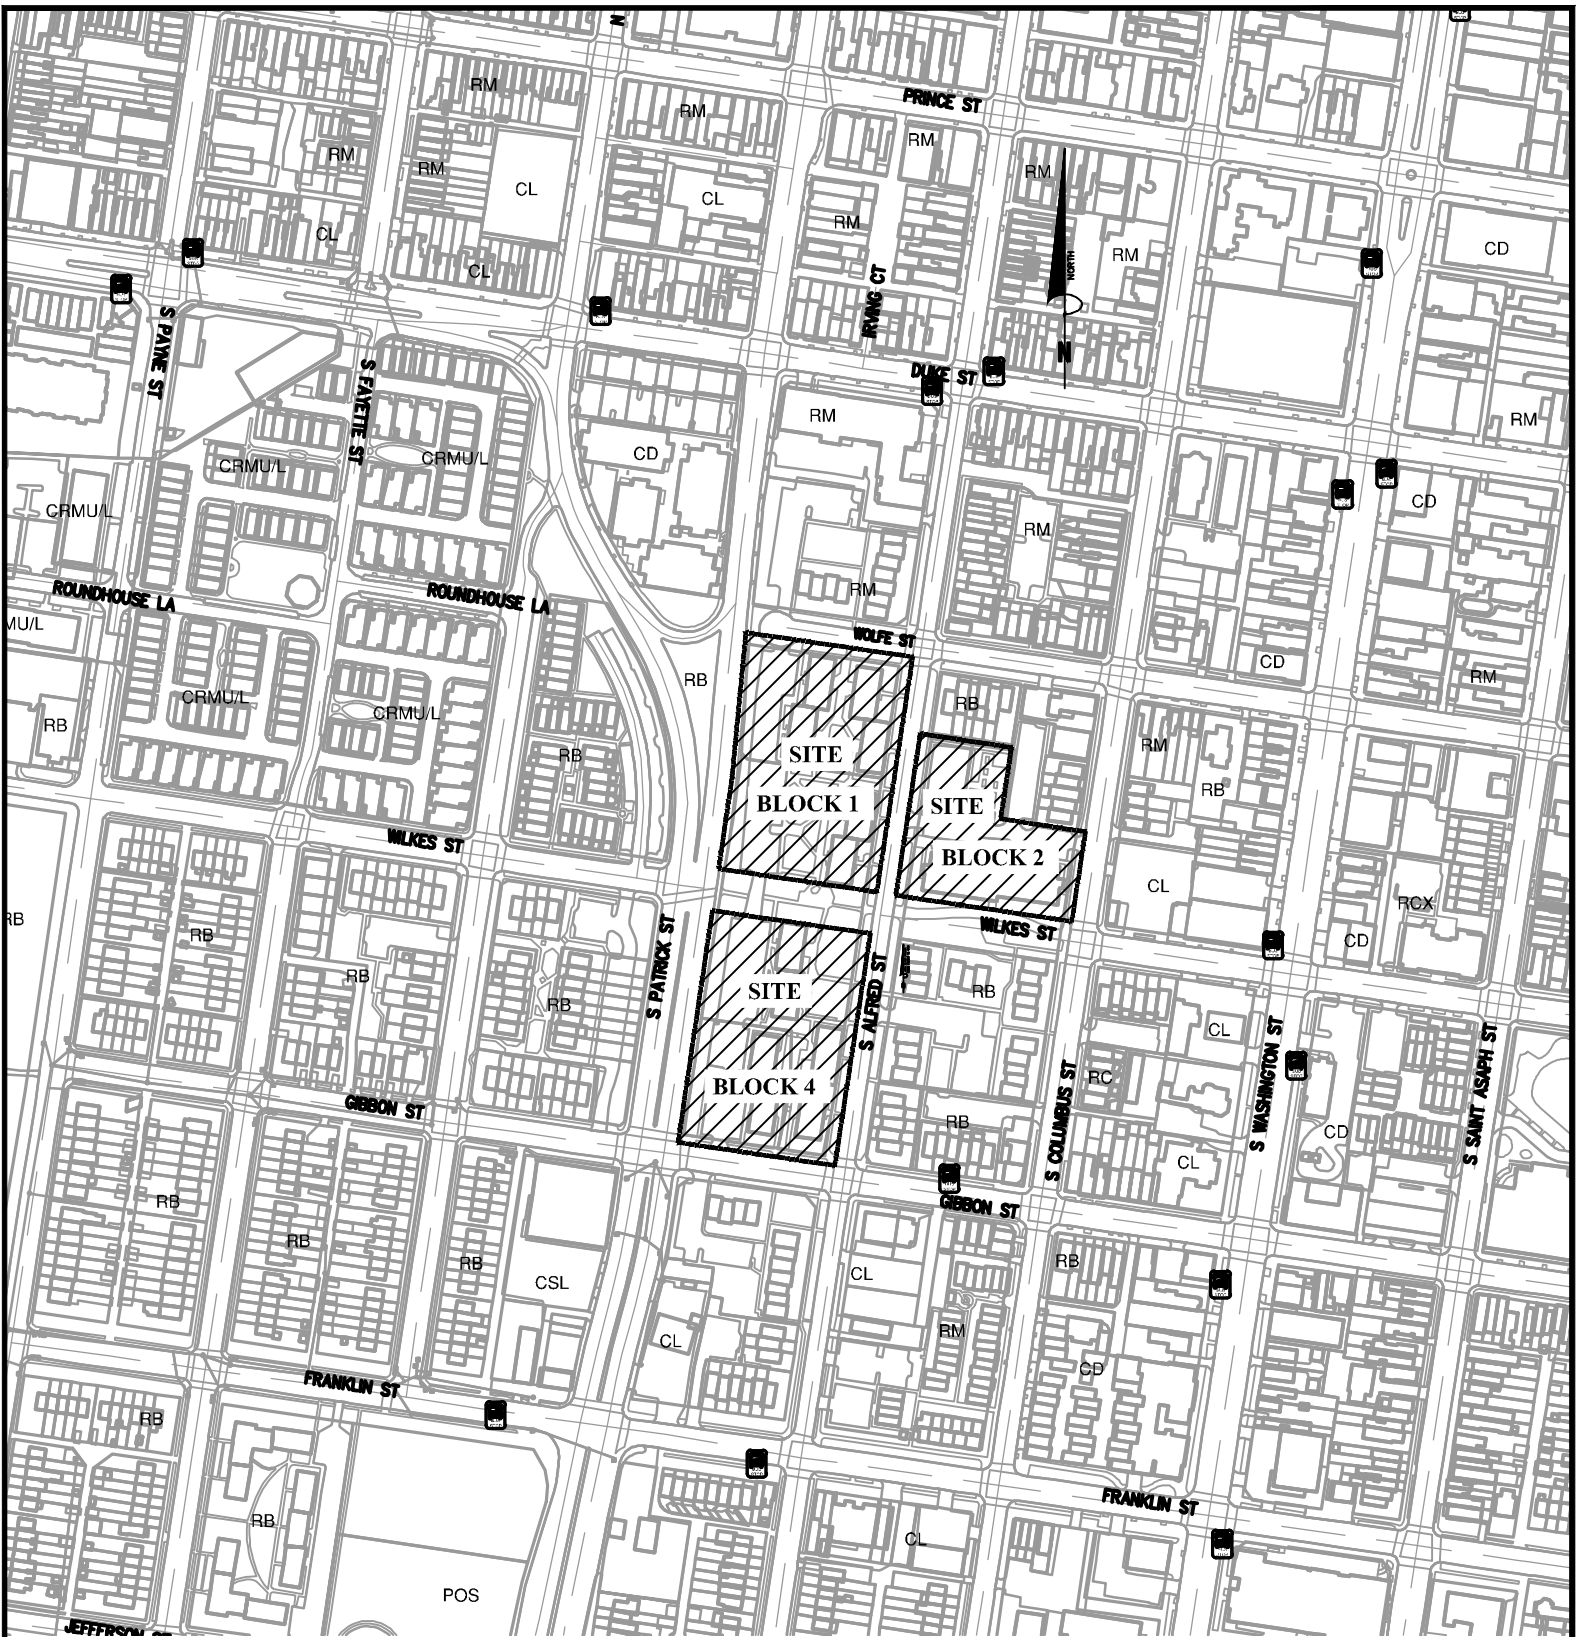 N
RM
PRINCE ST
RM
RM
RM
RM
RM
CL
CL
RM
RM
CL
RM
CD
CL
NORTH
IRVING CT
S PAYNE ST
N
DUKE ST
S FAYETTE ST
RM
RM
CD
CRMU/L
CRMU/L
CRMU/L
CD
RM
RM
ROUNDHOUSE LA
ROUNDHOUSE LA
MU/L
WOLFE ST
CD
RB
RM
CRMU/L
RB
CRMU/L
RB
RM
RB
SITE
RB
SITE
BLOCK 1
BLOCK 2
WILKES ST
CL
RCX
RB
RB
WILKES ST
CD
S PATRICK ST
RB
S ALFRED ST
SITE
RB
RB
CL
S WASHINGTON ST
S SAINT ASAPH ST
S COLUMBUS ST
RC
BLOCK 4
GIBBON ST
RB
CD
CL
RB
GIBBON ST
RB
RB
CSL
CL
RB
RM
CL
CD
FRANKLIN ST
RB
FRANKLIN ST
RB
CL
POS
JEFFERSON ST